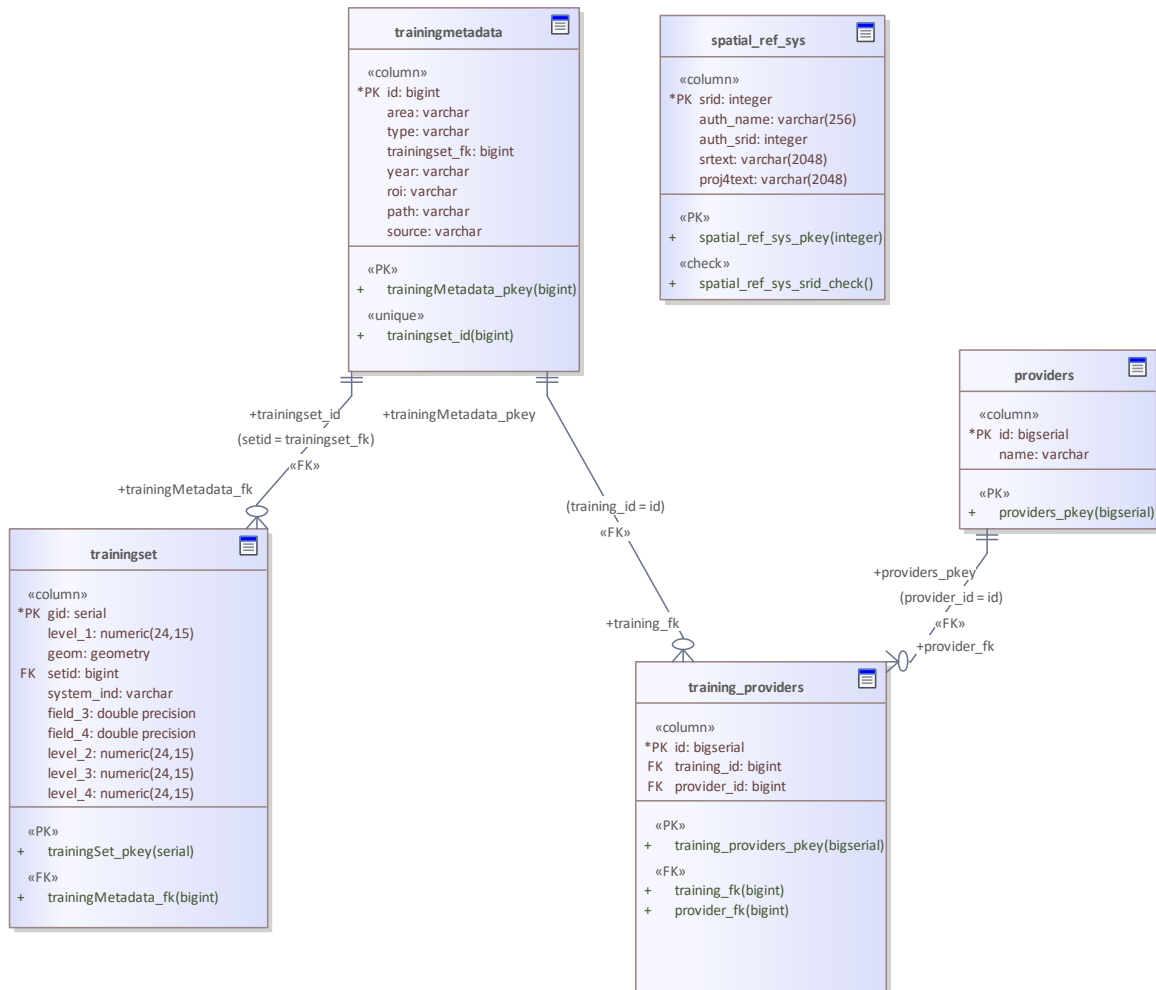 trainingmetadata
«column»
*PK id: bigint
area: varchar
type: varchar
trainingset_fk: bigint
year: varchar
roi: varchar
path: varchar
source: varchar
«PK»
+ trainingMetadata_pkey(bigint)
«unique»
+ trainingset_id(bigint)
spatial_ref_sys
«column»
*PK srid: integer
auth_name: varchar(256)
auth_srid: integer
srtext: varchar(2048)
proj4text: varchar(2048)
«PK»
+ spatial_ref_sys_pkey(integer)
«check»
+ spatial_ref_sys_srid_check()
providers
«column»
*PK id: bigserial
name: varchar
«PK»
+ providers_pkey(bigserial)
+trainingset_id
(setid = trainingset_fk)
«FK»
+trainingMetadata_fk
+trainingMetadata_pkey
(training_id = id)
«FK»
+training_fk
+providers_pkey
(provider_id = id)
«FK»
+provider_fk
trainingset
«column»
*PK gid: serial
level_1: numeric(24,15)
geom: geometry
FK setid: bigint
system_ind: varchar
field_3: double precision
field_4: double precision
level_2: numeric(24,15)
level_3: numeric(24,15)
level_4: numeric(24,15)
«PK»
+ trainingSet_pkey(serial)
«FK»
+ trainingMetadata_fk(bigint)
training_providers
«column»
*PK id: bigserial
FK training_id: bigint
FK provider_id: bigint
«PK»
+ training_providers_pkey(bigserial)
«FK»
+ training_fk(bigint)
+ provider_fk(bigint)